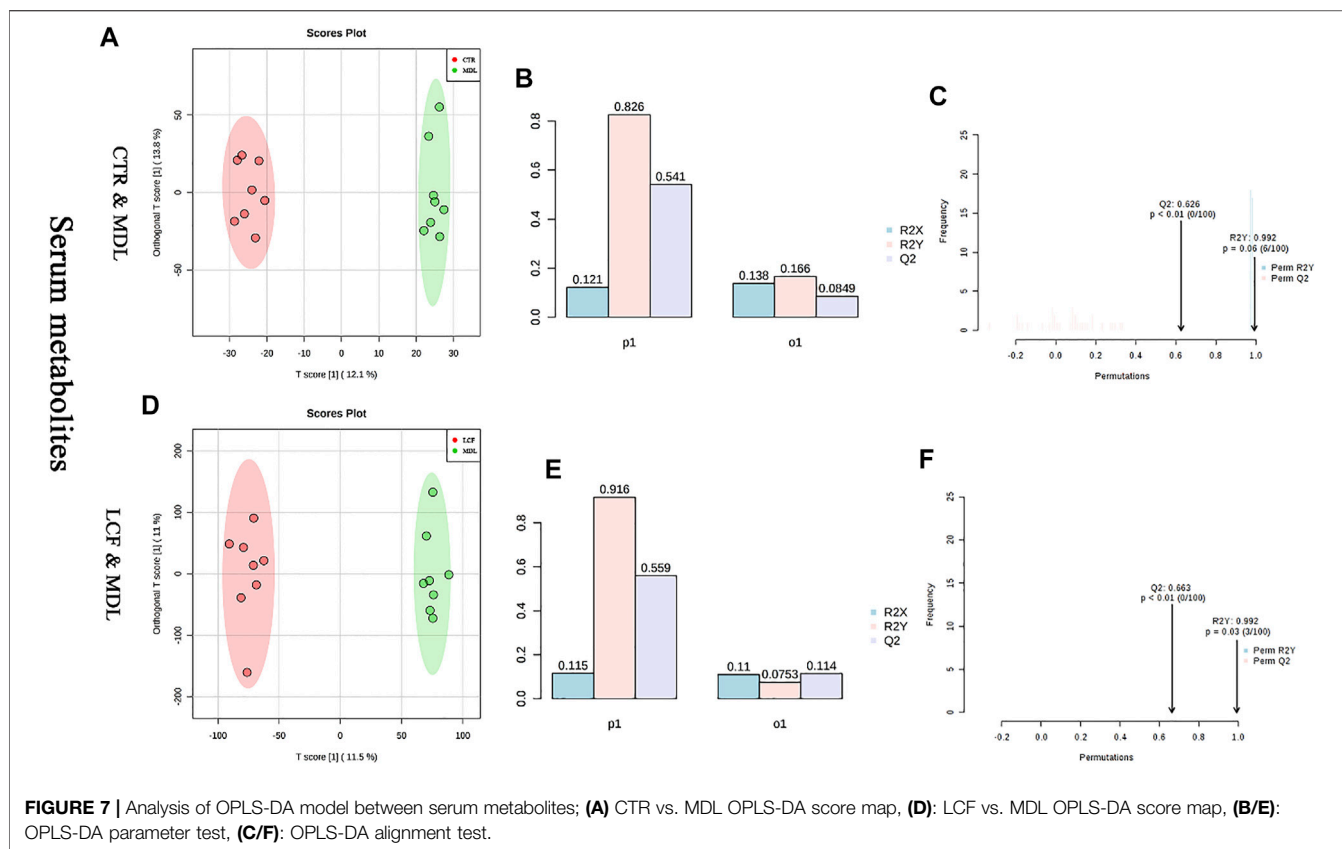 Serum metabolites
CTR & MDL
A
Scores Plot
CTR
MDL
Orthogonal T score [1] ( 13.8 %)
50
0
-50
-30
-20
-10
0
10
20
30
T score [1] ( 12.1 %)
B
0.8
0.6
0.4
0.2
0.0
0.121
0.826
0.541
0.138
0.166
0.0849
p1
o1
R2X
R2Y
Q2
C
Frequency
25
20
15
10
5
0
Q2: 0.626
p < 0.01 (0/100)
R2Y: 0.992
p = 0.06 (6/100)
Perm R2Y
Perm Q2
-0.2
0.0
0.2
0.4
0.6
0.8
1.0
Permutations
LCF & MDL
D
Scores Plot
LCF
MDL
Orthogonal T score [1] ( 11 %)
200
100
0
-100
-200
-100
-50
0
50
100
T score [1] ( 11.5 %)
E
0.8
0.6
0.4
0.2
0.0
0.115
0.916
0.559
0.11
0.0753
0.114
p1
o1
R2X
R2Y
Q2
F
Frequency
25
20
15
10
5
0
Q2: 0.663
p < 0.01 (0/100)
R2Y: 0.992
p = 0.03 (3/100)
Perm R2Y
Perm Q2
-0.2
0.0
0.2
0.4
0.6
0.8
1.0
Permutations
FIGURE 7 | Analysis of OPLS-DA model between serum metabolites; (A) CTR vs. MDL OPLS-DA score map, (D): LCF vs. MDL OPLS-DA score map, (B/E):
OPLS-DA parameter test, (C/F): OPLS-DA alignment test.